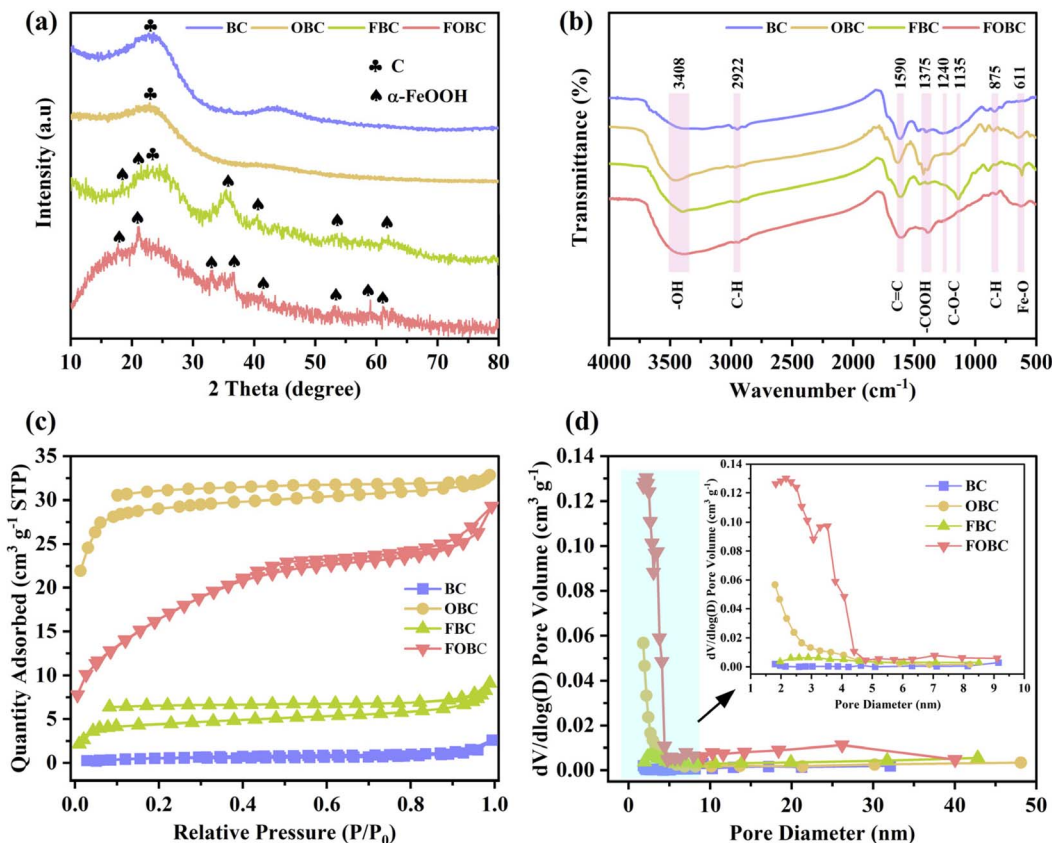 (a)
BC OBC FBC FOBC
♣ C
♠ α-FeOOH
Intensity (a.u)
10 20 30 40 50 60 70 80
2 Theta (degree)
(b)
BC OBC FBC FOBC
3408 2922 1590 1375 1240 1135 875 611
Transmittance (%)
-OH C-H C=C -COOH C-O-C C-H Fe-O
4000 3500 3000 2500 2000 1500 1000 500
Wavenumber (cm⁻¹)
(c)
35
30
25
20
15
10
5
0
Quantity Adsorbed (cm³ g⁻¹ STP)
BC
OBC
FBC
FOBC
0.0 0.2 0.4 0.6 0.8 1.0
Relative Pressure (P/P₀)
(d)
0.14
0.12
0.10
0.08
0.06
0.04
0.02
0.00
dV/dlog(D) Pore Volume (cm³ g⁻¹)
0 10 20 30 40 50
Pore Diameter (nm)
0.14
0.12
0.10
0.08
0.06
0.04
0.02
0.00
dV/dlog(D) Pore Volume (cm³ g⁻¹)
BC
OBC
FBC
FOBC
1 2 3 4 5 6 7 8 9 10
Pore Diameter (nm)